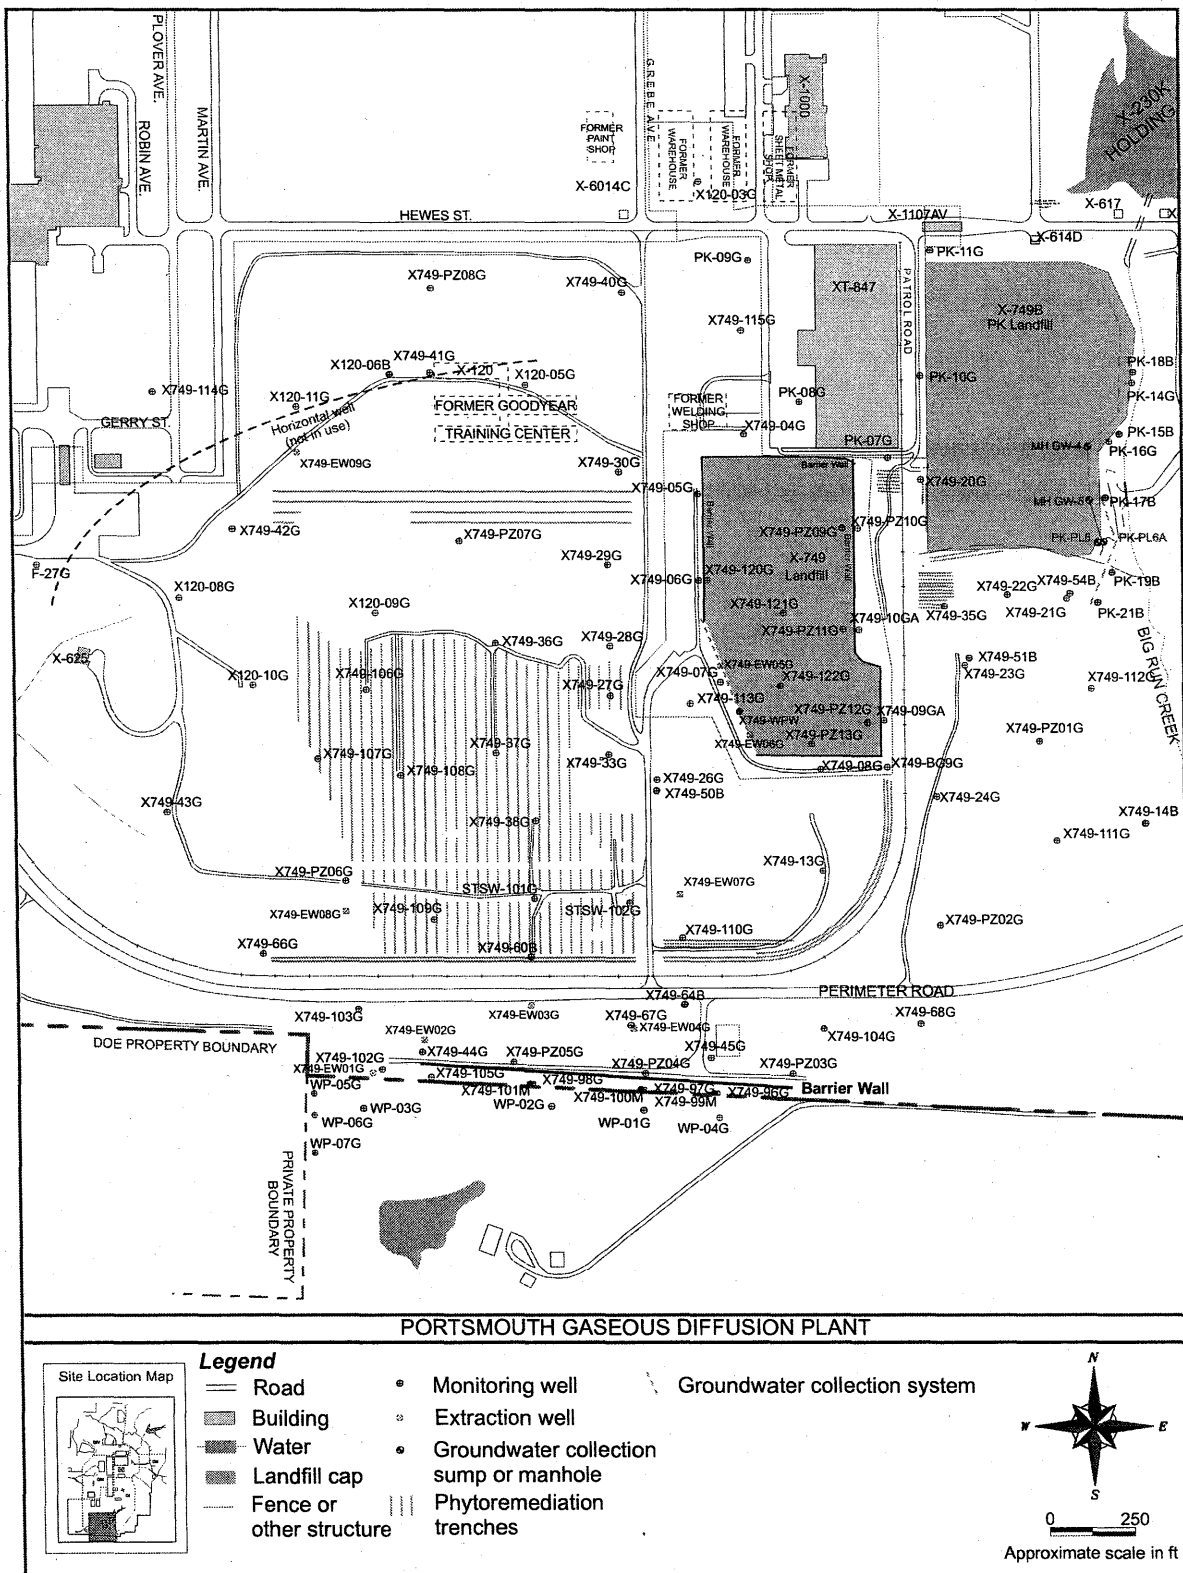 PLOVER AVE.
ROBIN AVE.
MARTIN AVE.
GREBE AVE
X-1000
X-230K
HOLDING
FORMER
PAINT
SHOP
FORMER
WAREHOUSE
FORMER
WAREHOUSE
FORMER
SHEET METAL
SHOP
X-6014C
X120-03G
HEWES ST.
X-1107AV
X-617
X
X-614D
PK-11G
PK-09G
X749-PZ08G
X749-40G
XT-847
PATROL ROAD
X-749B
PK Landfill
X749-115G
X120-06B
X749-41G
X-120
X120-05G
PK-18B
X749-114G
PK-10G
PK-14G
X120-11G
PK-08G
FORMER GOODYEAR
TRAINING CENTER
FORMER
WELDING
SHOP
GERRY ST.
Horizontal well
(not in use)
X749-04G
PK-07G
PK-15B
MH GW-4
PK-16G
X749-EW09G
X749-30G
Barrier Wall
X749-20G
X749-05G
MH GW-5
PK-17B
X749-42G
X749-PZ07G
Barrier Wall
X749-PZ09G
X749-PZ10G
PK-PL6
PK-PL6A
X749-29G
X-749
Landfill
Barrier Wall
F-27G
X749-06G
X749-120G
PK-19B
X120-08G
X749-22G
X749-54B
X120-09G
X749-121G
X749-35G
X749-21G
PK-21B
X749-PZ11G
X749-10GA
X749-36G
X749-28G
BIG RUN CREEK
X-625
X749-51B
X120-10G
X749-106G
X749-07G
X749-EW05G
X749-23G
X749-27G
X749-122G
X749-112G
X749-113G
X749-WPW
X749-PZ12G
X749-09GA
X749-EW06G
X749-PZ13G
X749-PZ01G
X749-107G
X749-37G
X749-33G
X749-108G
X749-08G
X749-BG9G
X749-26G
X749-50B
X749-43G
X749-24G
X749-38G
X749-14B
X749-111G
X749-13G
X749-PZ06G
STSW-101G
X749-EW07G
X749-EW08G
X749-109G
STSW-102G
X749-PZ02G
X749-110G
X749-66G
X749-60B
PERIMETER ROAD
X749-64B
X749-103G
X749-EW03G
X749-67G
X749-68G
X749-EW02G
X749-EW04G
X749-104G
DOE PROPERTY BOUNDARY
X749-102G
X749-44G
X749-PZ05G
X749-45G
X749-EW01G
X749-PZ04G
X749-PZ03G
X749-105G
X749-98G
WP-05G
X749-101M
X749-97G
X749-96G
Barrier Wall
X749-100M
X749-99M
WP-03G
WP-02G
WP-06G
WP-01G
WP-04G
WP-07G
PRIVATE PROPERTY
BOUNDARY
PORTSMOUTH GASEOUS DIFFUSION PLANT
Site Location Map
Legend
Road
Building
Water
Landfill cap
Fence or
other structure
Monitoring well
Extraction well
Groundwater collection
sump or manhole
Phytoremediation
trenches
Groundwater collection system
N
W
E
S
0 250
Approximate scale in ft